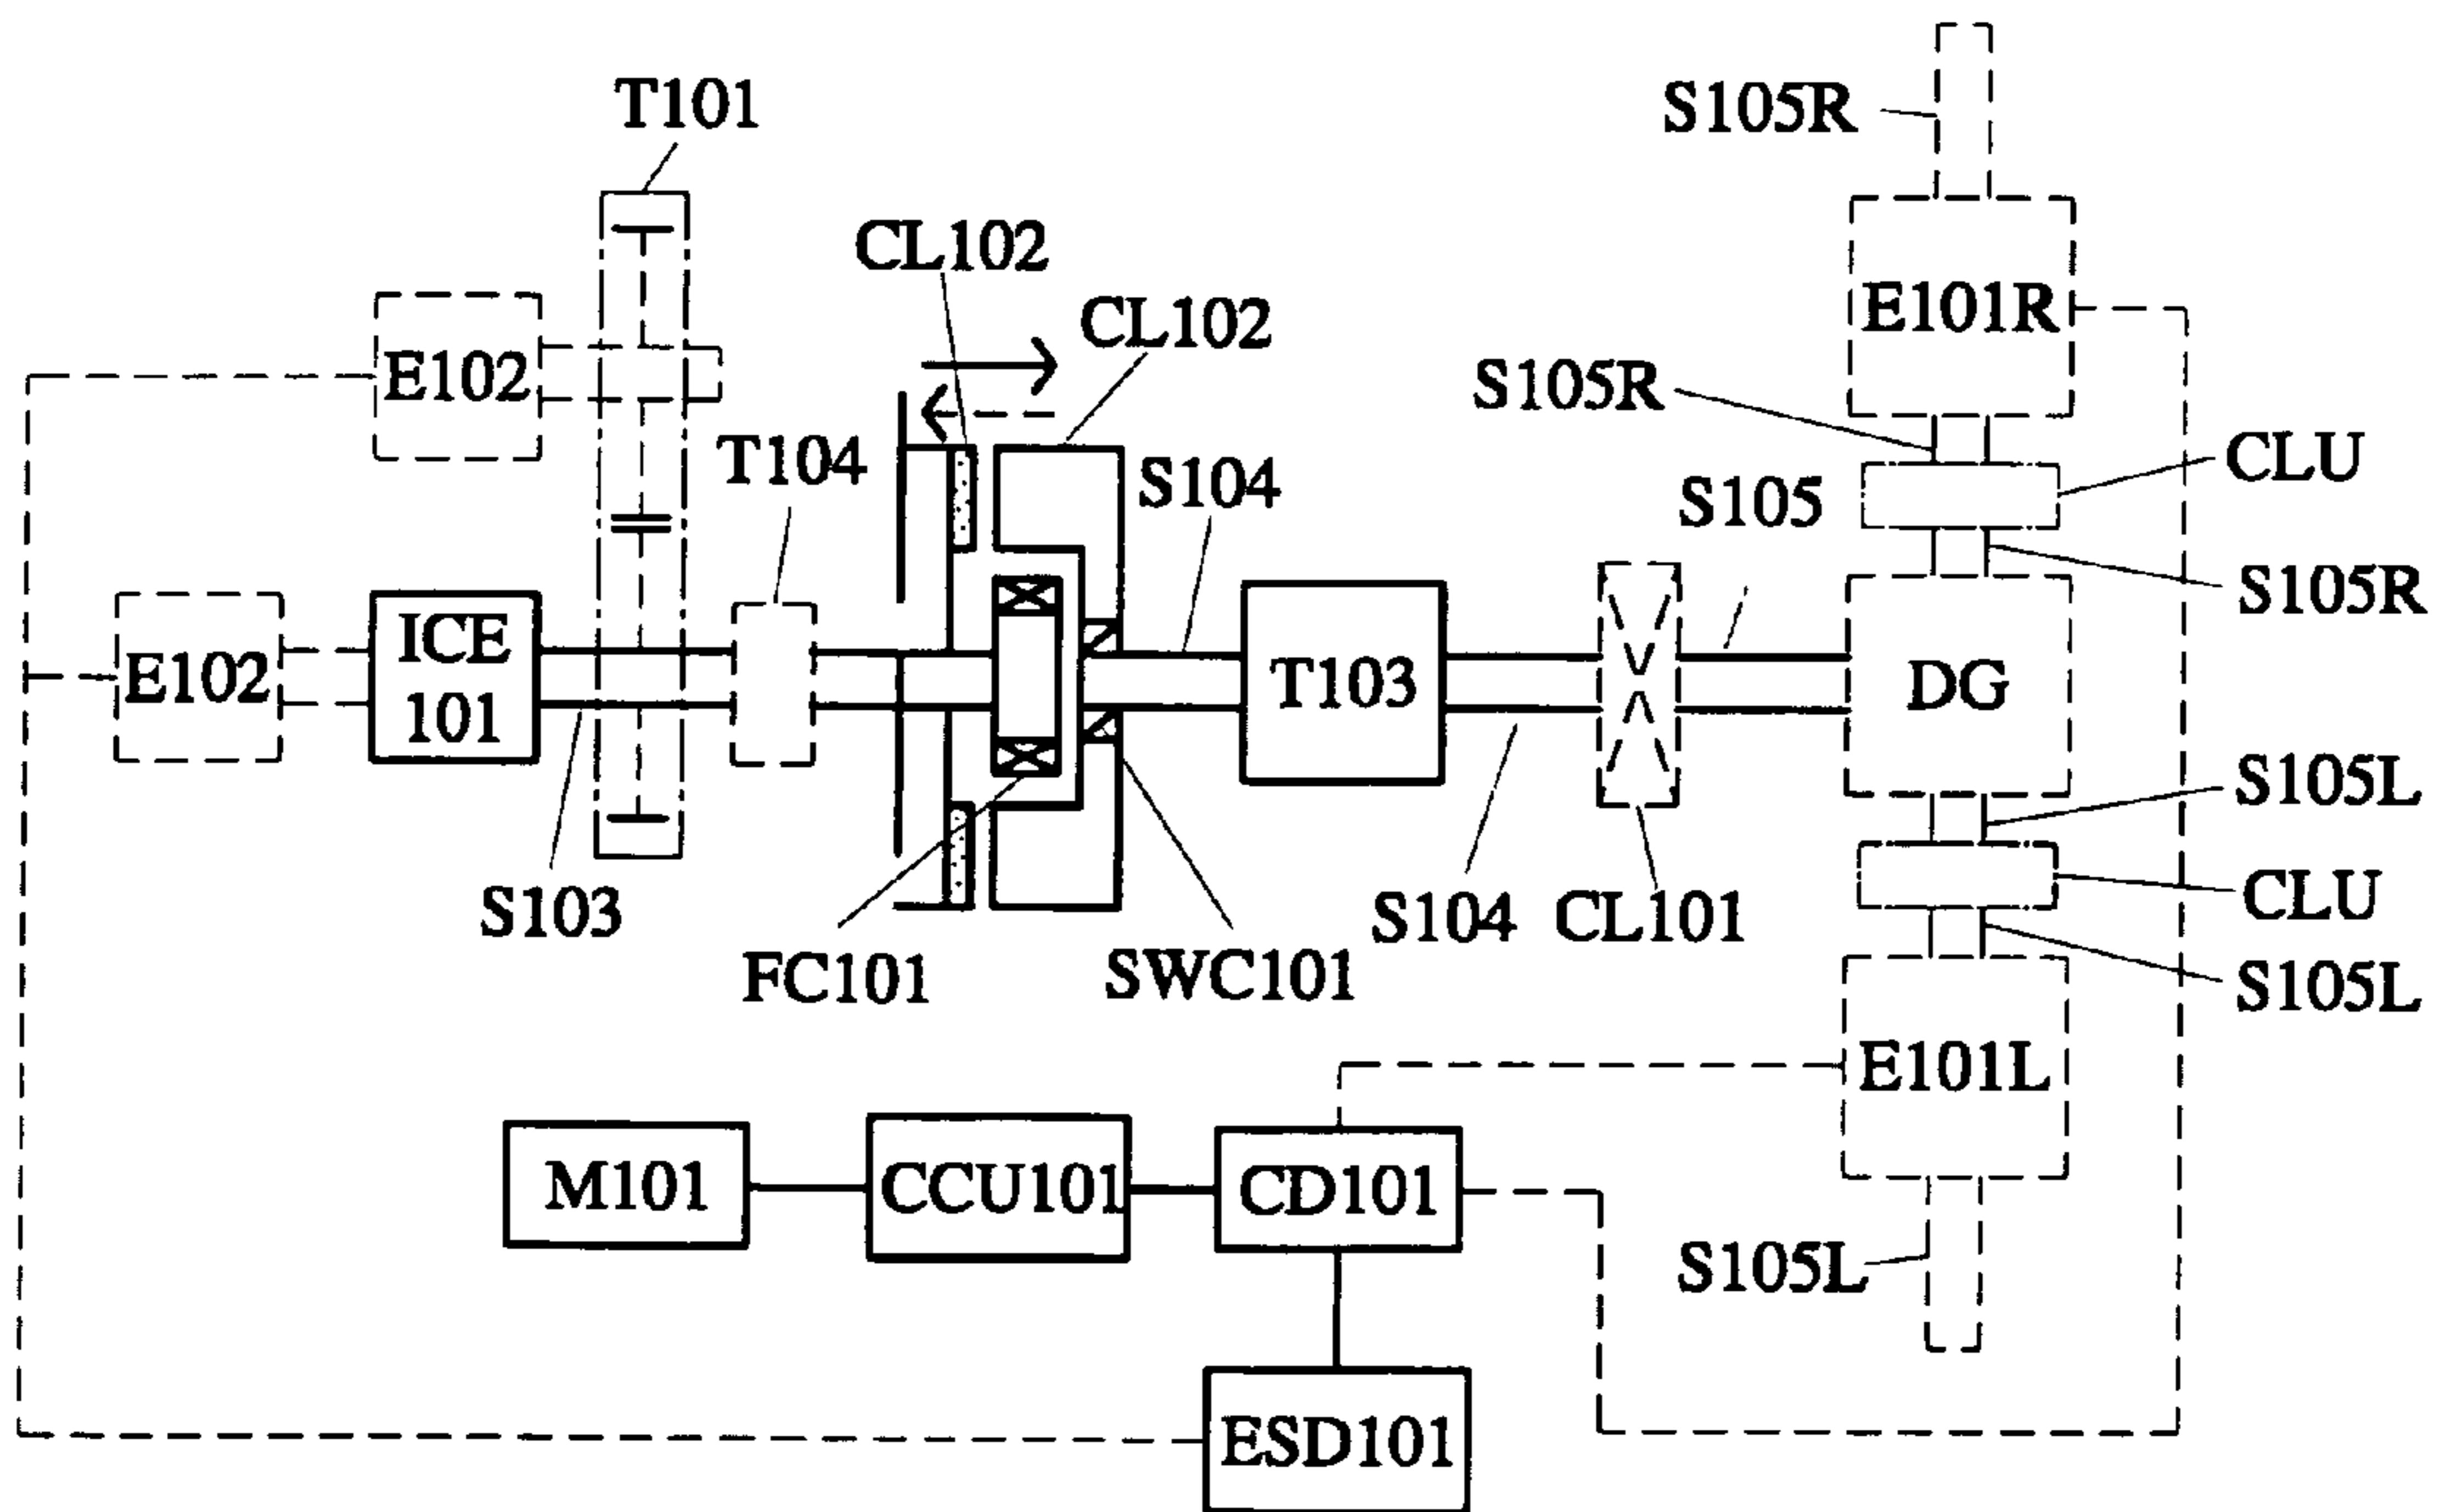 T101
S105R
CL102
CL102
E101R
E102
S105R
CLU
T104
S104
S105
S105R
E102
ICE
101
T103
DG
S105L
S103
FC101
SWC101
S104
CL101
CLU
S105L
E101L
M101
CCU101
CD101
S105L
ESD101